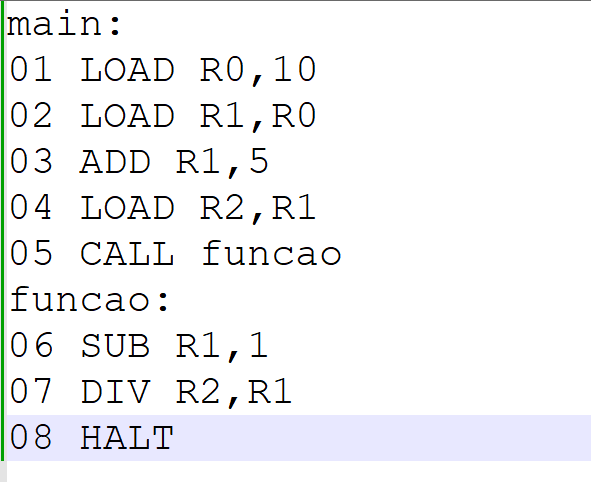 main:
01 LOAD R0,10
02 LOAD R1,R0
03 ADD R1,5
04 LOAD R2,R1
05 CALL funcao
funcao:
06 SUB R1,1
07 DIV R2,R1
08 HALT